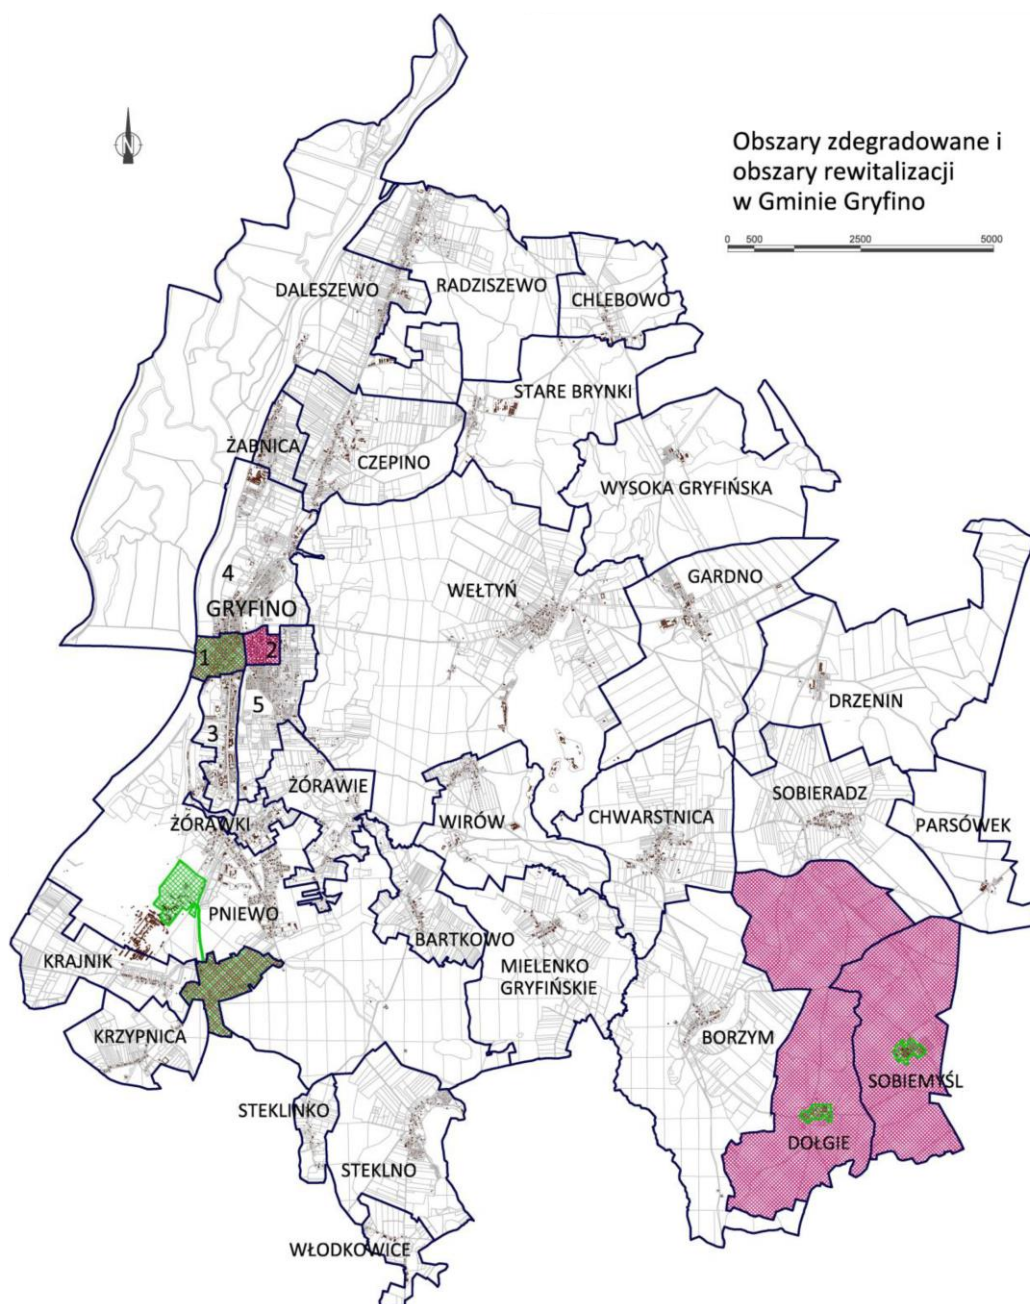 N
Obszary zdegradowane i
obszary rewitalizacji
w Gminie Gryfino
0 500 2500 5000
DALESZEWO
RADZISZEWO
CHLEBOWO
STARE BRYNKI
ŻABNICA
CZEPINO
WYSOKA GRYFIŃSKA
4
GRYFINO
WEŁTYŃ
GARDNO
1
2
5
3
DRZENIN
ŻÓRAWIE
SOBIERADZ
ŻÓRAWKI
WIRÓW
CHWARSTNICA
PARSÓWEK
PNIEWO
BARTKOWO
KRAJNIK
MIELENKO
GRYFIŃSKIE
KRZYPNICA
BORZYM
SOBIEMYŚL
STEKLINKO
DOŁGIE
STEKLNO
WŁODKOWICE